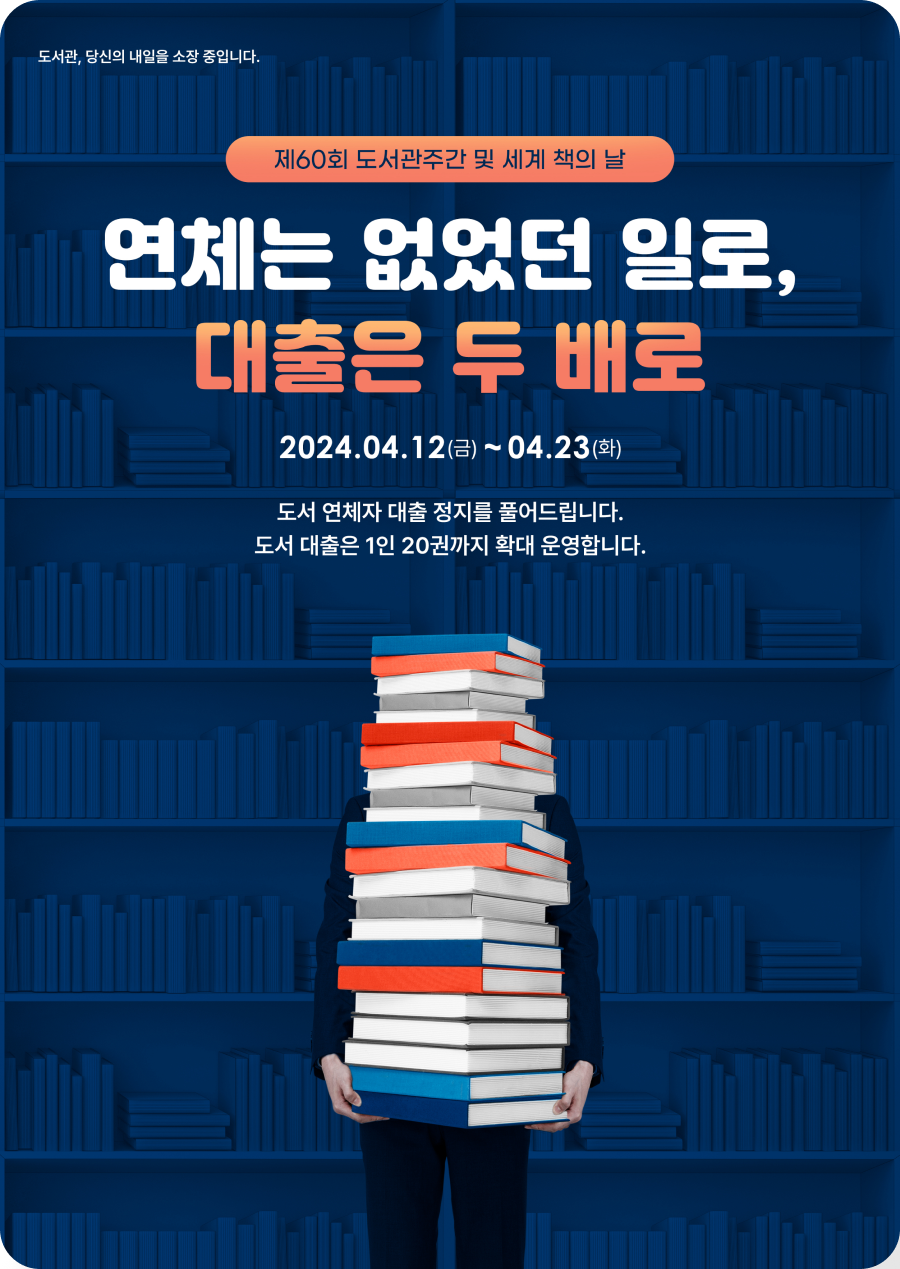 도서관, 당신의 내일을 소장 중입니다.
제60회 도서관주간 및 세계 책의 날
연체는 없었던 일로,
대출은 두 배로
2024.04.12(금) ~ 04.23(화)
도서 연체자 대출 정지를 풀어드립니다.
도서 대출은 1인 20권까지 확대 운영합니다.